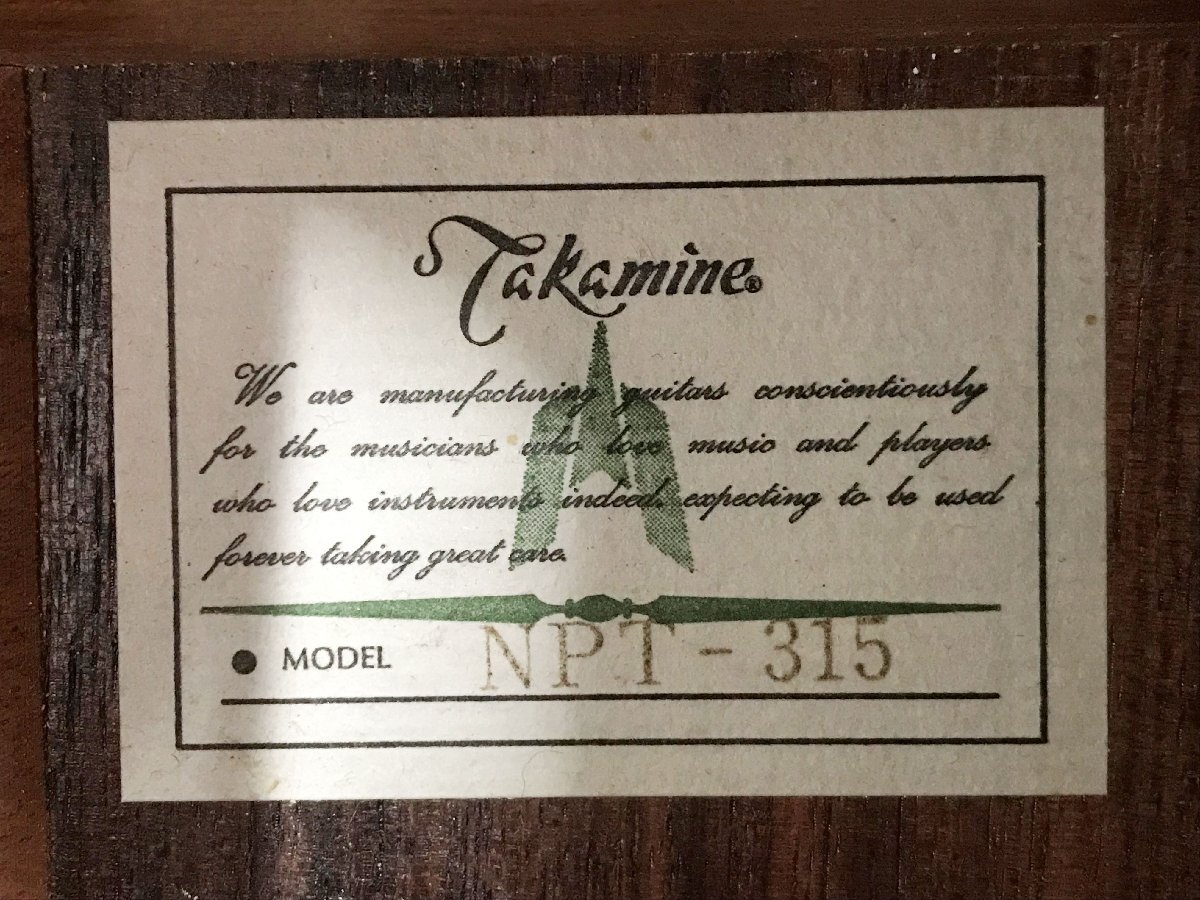 Takamine®
We are manufacturing guitars conscientiously
for the musicians who love music and players
who love instruments indeed, expecting to be used
forever taking great care.
● MODEL NPT-315